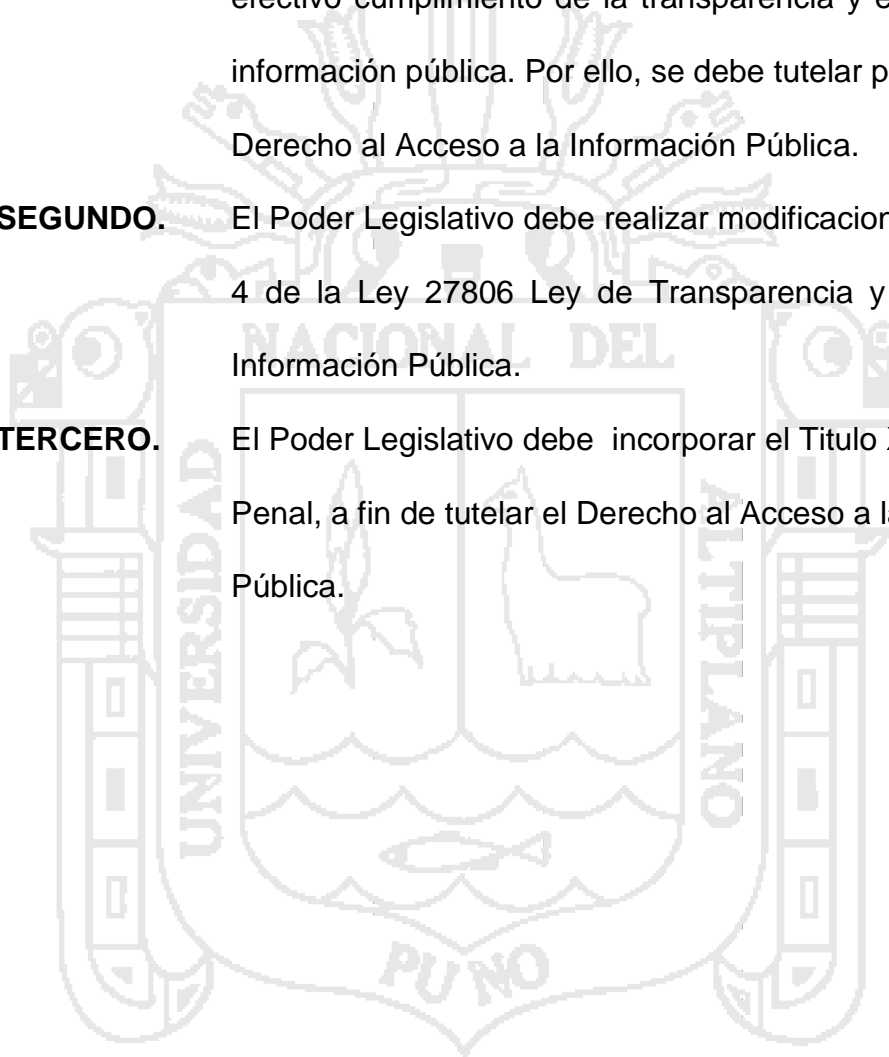 efectivo cumplimiento de la transparencia y e
información pública. Por ello, se debe tutelar p
Derecho al Acceso a la Información Pública.
SEGUNDO. El Poder Legislativo debe realizar modificacion
4 de la Ley 27806 Ley de Transparencia y
Información Pública.
TERCERO. El Poder Legislativo debe incorporar el Titulo X
Penal, a fin de tutelar el Derecho al Acceso a la
Pública.
UNIVERSIDAD
NACIONAL DEL
ALTIPLANO
PUNO